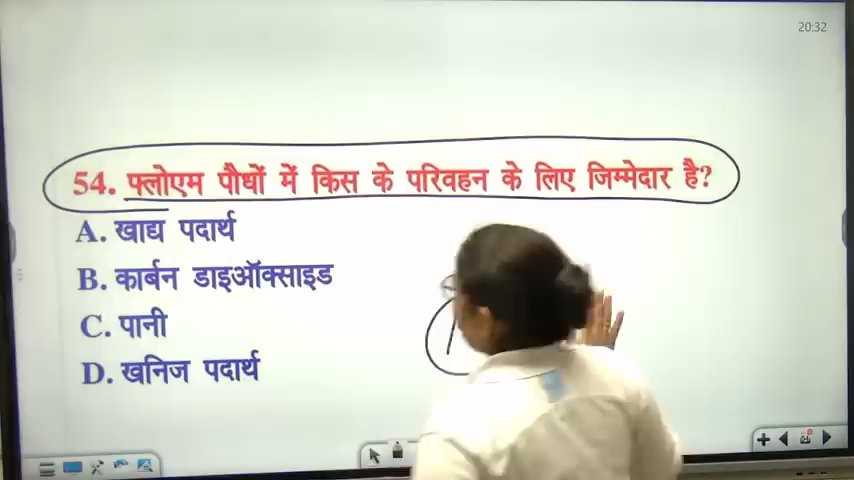 20:32
54. फ्लोएम पौधों में किस के परिवहन के लिए जिम्मेदार है?
A. खाद्य पदार्थ
B. कार्बन डाइऑक्साइड
C. पानी
D. खनिज पदार्थ